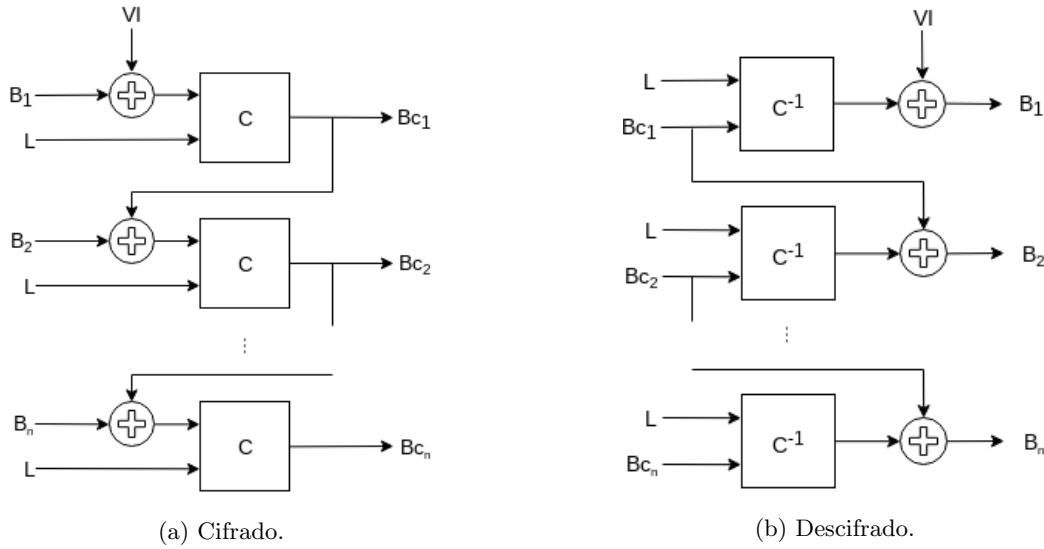 VI
B1
L
C
Bc1
B2
L
C
Bc2
Bn
L
C
Bcn
(a) Cifrado.
VI
L
Bc1
C-1
B1
L
Bc2
C-1
B2
L
Bcn
C-1
Bn
(b) Descifrado.